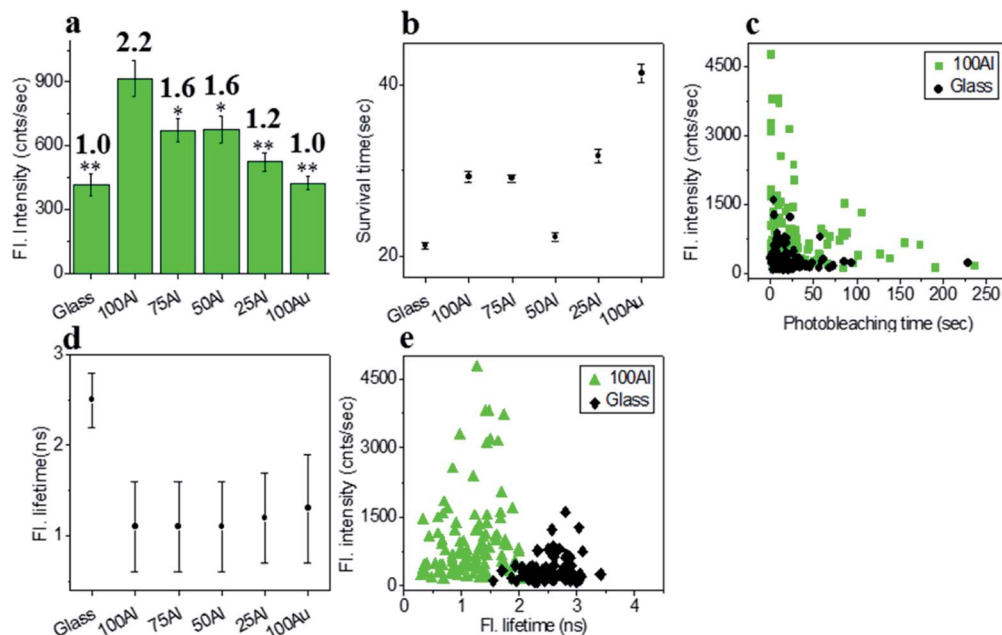 a
Fl. Intensity (cnts/sec)
900
600
300
0
1.0
**
2.2
1.6
*
1.6
*
1.2
**
1.0
**
Glass
100Al
75Al
50Al
25Al
100Au
b
Survival time(sec)
40
30
20
Glass
100Al
75Al
50Al
25Al
100Au
c
Fl. intensity (cnts/sec)
4500
3000
1500
0
100Al
Glass
0 50 100 150 200 250
Photobleaching time (sec)
d
Fl. lifetime(ns)
3
2
1
Glass
100Al
75Al
50Al
25Al
100Au
e
Fl. intensity (cnts/sec)
4500
3000
1500
0
100Al
Glass
0 1 2 3 4
Fl. lifetime (ns)